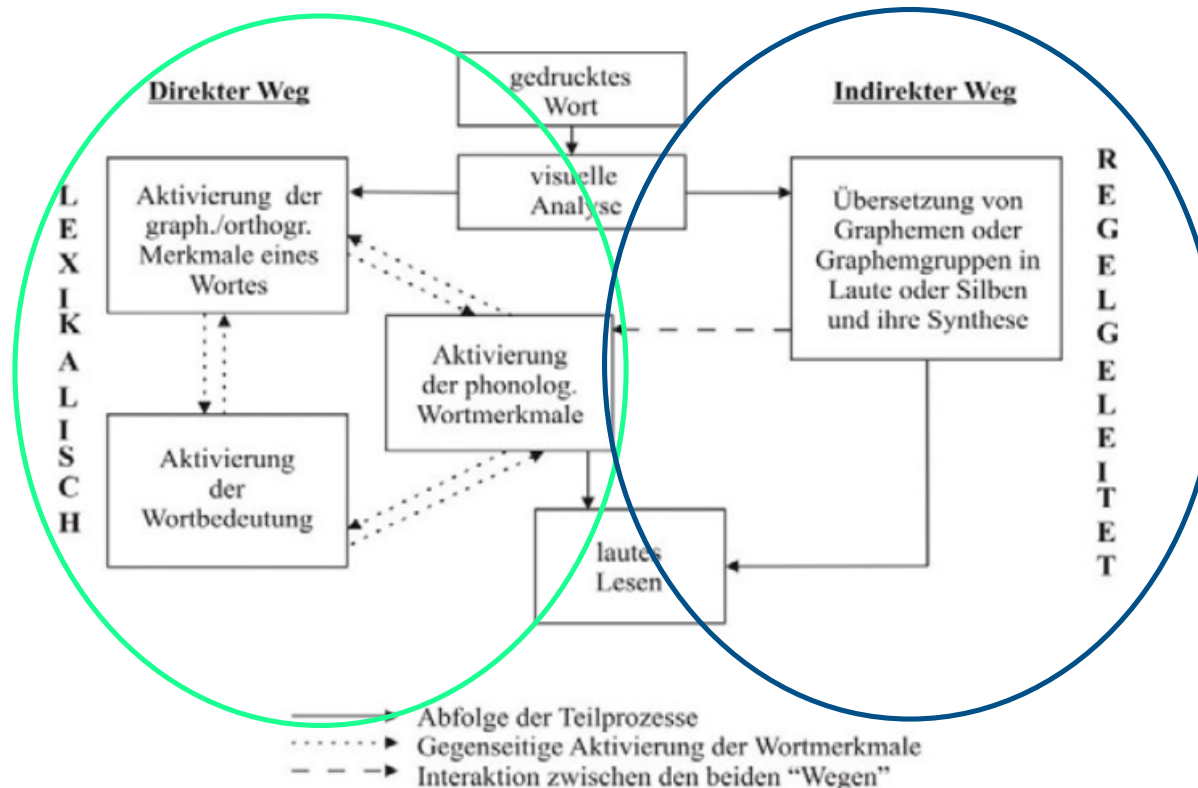 gedrucktes
Wort
Direkter Weg
Indirekter Weg
visuelle
Analyse
LEXIKALISCH
Aktivierung der
graph./orthogr.
Merkmale eines
Wortes
Übersetzung von
Graphemen oder
Graphemgruppen in
Laute oder Silben
und ihre Synthese
REGELGELEITET
Aktivierung
der phonolog.
Wortmerkmale
Aktivierung
der
Wortbedeutung
lautes
Lesen
Abfolge der Teilprozesse
Gegenseitige Aktivierung der Wortmerkmale
Interaktion zwischen den beiden “Wegen”